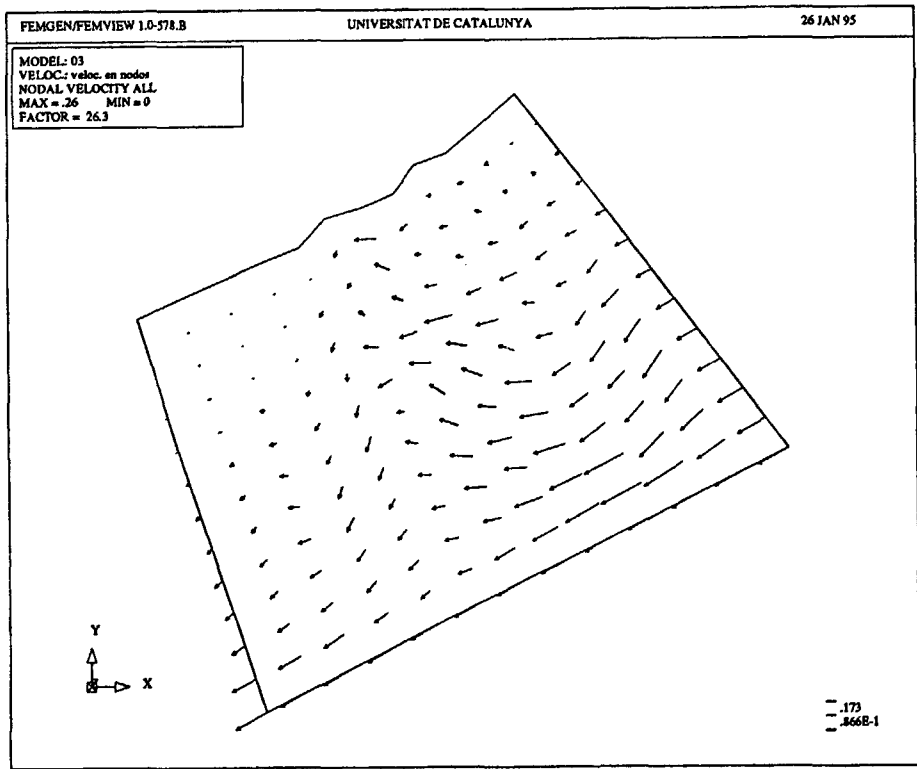 FEMGEN/FEMVIEW 1.0-578.B UNIVERSITAT DE CATALUNYA 26 JAN 95
MODEL: 03
VELOC.: veloc. en nodos
NODAL VELOCITY ALL
MAX = .26 MIN = 0
FACTOR = 26.3
Y
X
.173
.866E-1